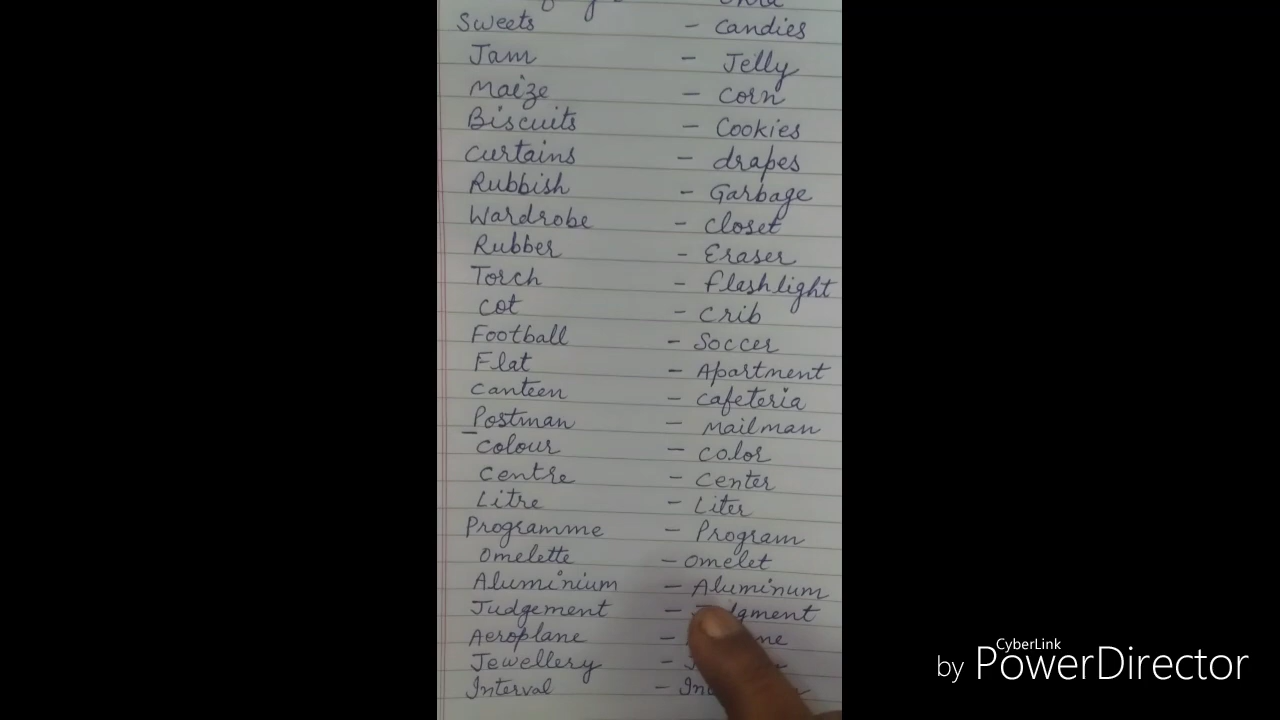 Sweets - Candies
Jam - Jelly
Maize - Corn
Biscuits - Cookies
Curtains - drapes
Rubbish - Garbage
Wardrobe - Closet
Rubber - Eraser
Torch - flashlight
Cot - Crib
Football - Soccer
Flat - Apartment
Canteen - Cafeteria
Postman - Mailman
Colour - Color
Centre - Center
Litre - Liter
Programme - Program
Omelette - Omelet
Aluminium - Aluminum
Judgement - Judgment
Aeroplane -
Jewellery -
Interval -
CyberLink
by PowerDirector